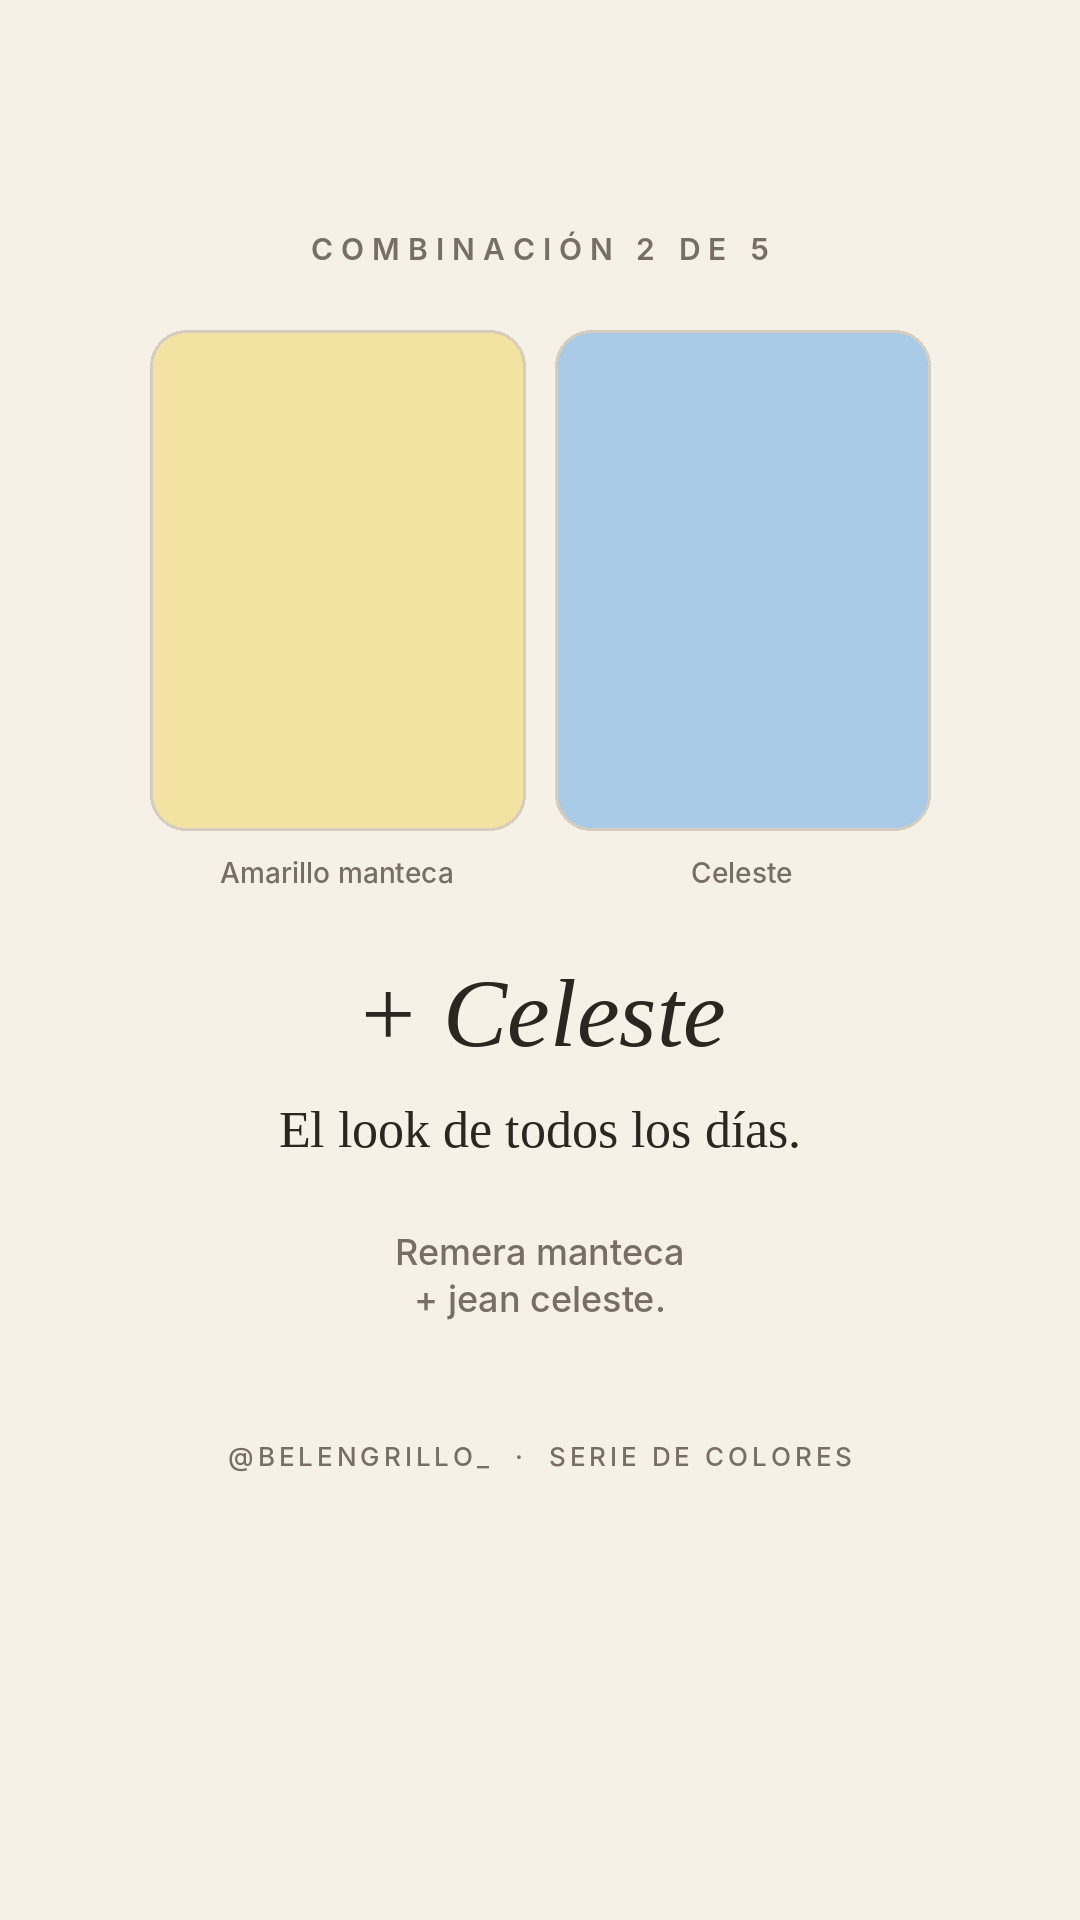 COMBINACIÓN 2 DE 5
Amarillo manteca
Celeste
+ Celeste
El look de todos los días.
Remera manteca
+ jean celeste.
@BELENGRILLO_ · SERIE DE COLORES